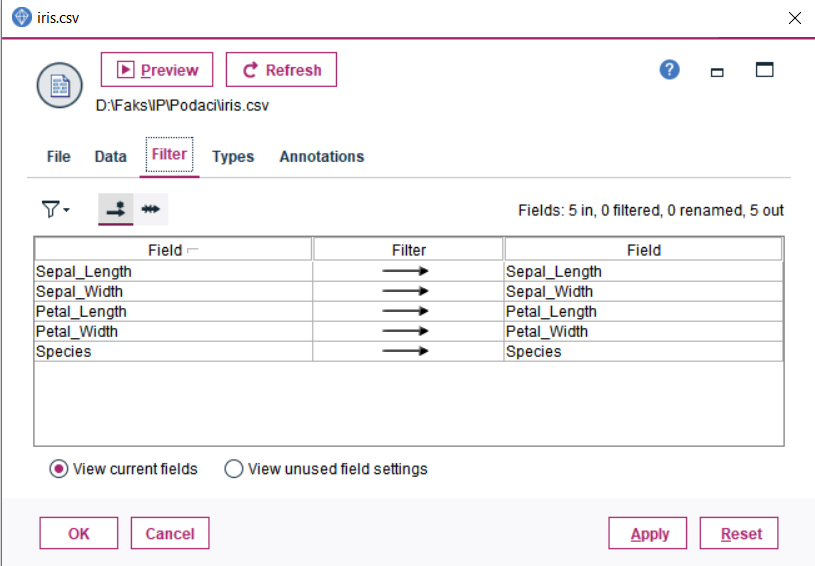 iris.csv
Preview Refresh
D:\Faks\IP\Podaci\iris.csv
File Data Filter Types Annotations
Fields: 5 in, 0 filtered, 0 renamed, 5 out
Field Filter Field
Sepal_Length Sepal_Length
Sepal_Width Sepal_Width
Petal_Length Petal_Length
Petal_Width Petal_Width
Species Species
View current fields View unused field settings
OK Cancel Apply Reset